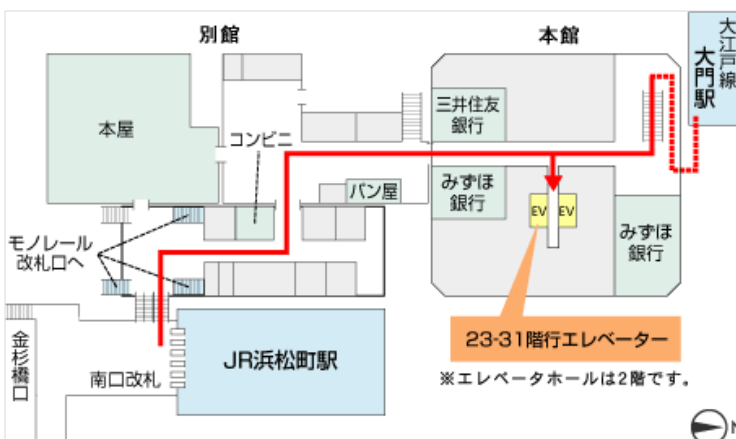 別館
本館
大江戸線
大門駅
本屋
コンビニ
三井住友
銀行
パン屋
みずほ
銀行
EV
EV
みずほ
銀行
モノレール
改札口へ
23-31階行エレベーター
金杉橋口
JR浜松町駅
南口改札
※エレベータホールは2階です。
N